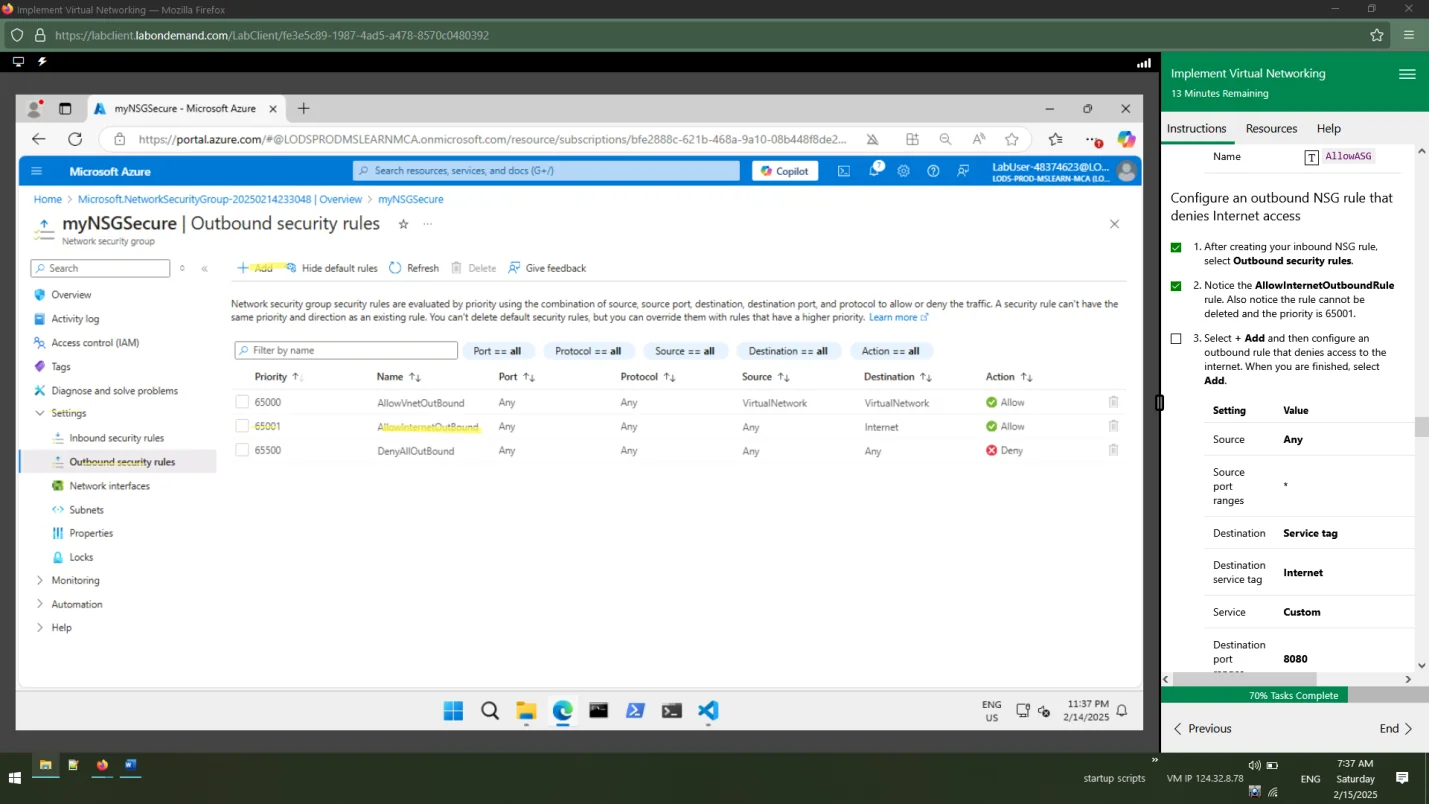 Implement Virtual Networking — Mozilla Firefox
https://labclient.labondemand.com/LabClient/fe3e5c89-1987-4ad5-a478-8570c0480392
myNSGSecure - Microsoft Azure
https://portal.azure.com/#@LODSPRODMSLEARNMCA.onmicrosoft.com/resource/subscriptions/bfe2888c-621b-468a-9a10-08b448f8de2...
Microsoft Azure
Search resources, services, and docs (G+/)
Copilot
7
LabUser-48374623@LO...
LODS-PROD-MSLEARN-MCA (LO...
Home > Microsoft.NetworkSecurityGroup-20250214233048 | Overview > myNSGSecure
myNSGSecure | Outbound security rules
Network security group
Search
Overview
Activity log
Access control (IAM)
Tags
Diagnose and solve problems
Settings
Inbound security rules
Outbound security rules
Network interfaces
Subnets
Properties
Locks
Monitoring
Automation
Help
Add
Hide default rules
Refresh
Delete
Give feedback
Network security group security rules are evaluated by priority using the combination of source, source port, destination, destination port, and protocol to allow or deny the traffic. A security rule can't have the
same priority and direction as an existing rule. You can't delete default security rules, but you can override them with rules that have a higher priority. Learn more
Filter by name
Port == all
Protocol == all
Source == all
Destination == all
Action == all
Priority Name Port Protocol Source Destination Action
65000 AllowVnetOutBound Any Any VirtualNetwork VirtualNetwork Allow
65001 AllowInternetOutBound Any Any Any Internet Allow
65500 DenyAllOutBound Any Any Any Any Deny
ENG
US
11:37 PM
2/14/2025
Implement Virtual Networking
13 Minutes Remaining
Instructions Resources Help
Name T AllowASG
Configure an outbound NSG rule that
denies Internet access
1. After creating your inbound NSG rule,
select Outbound security rules.
2. Notice the AllowInternetOutboundRule
rule. Also notice the rule cannot be
deleted and the priority is 65001.
3. Select + Add and then configure an
outbound rule that denies access to the
internet. When you are finished, select
Add.
Setting Value
Source Any
Source
port
ranges
*
Destination Service tag
Destination
service tag
Internet
Service Custom
Destination
port
8080
70% Tasks Complete
Previous
End
startup scripts
VM IP 124.32.8.78
ENG
7:37 AM
Saturday
2/15/2025